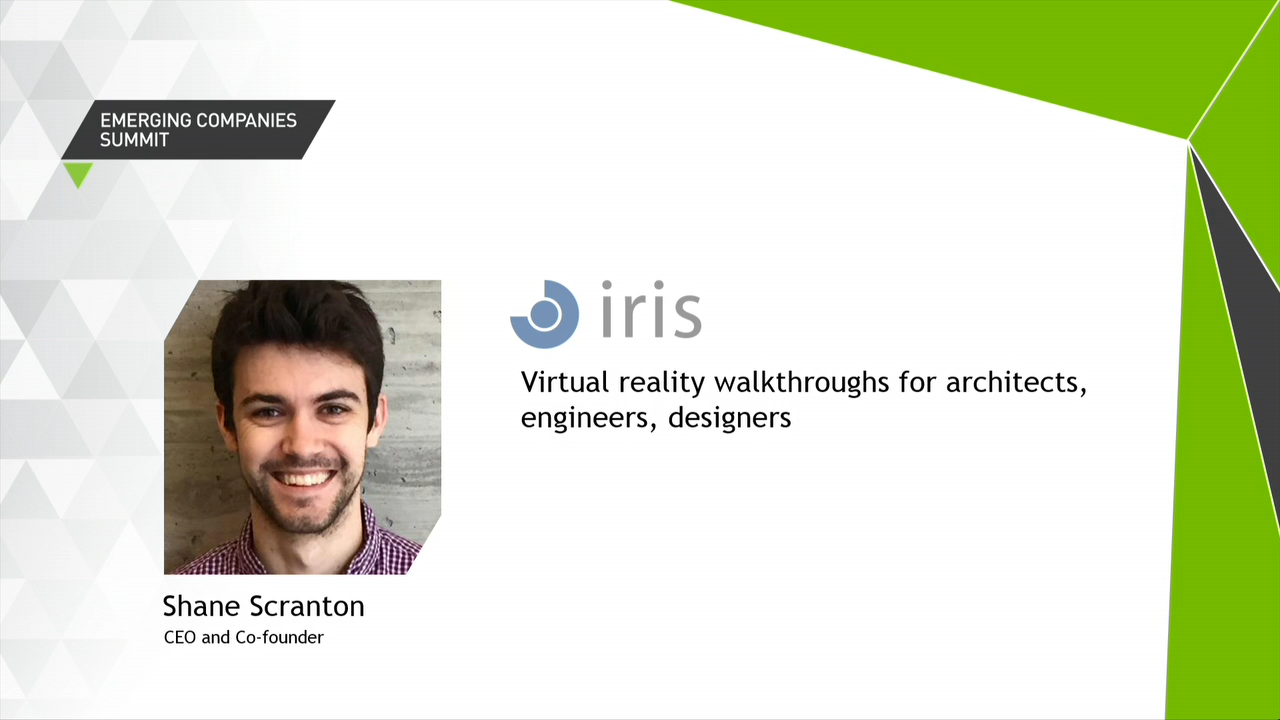 EMERGING COMPANIES
SUMMIT
iris
Virtual reality walkthroughs for architects,
engineers, designers
Shane Scranton
CEO and Co-founder